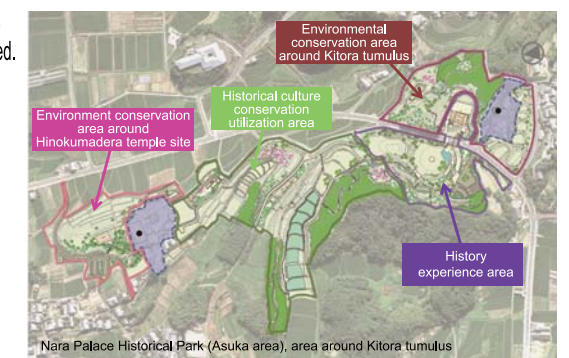 ed.
Environmental
conservation area
around Kitora tumulus
Historical culture
conservation
utilization area
Environment conservation
area around
Hinokumadera temple site
History
experience area
Nara Palace Historical Park (Asuka area), area around Kitora tumulus